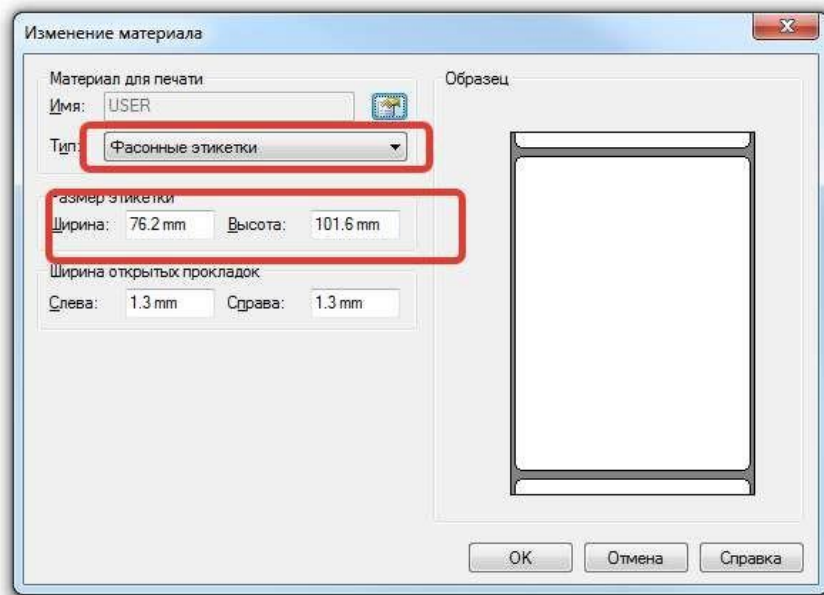 Изменение материала
Материал для печати
Имя: USER
Тип: Фасонные этикетки
Размер этикетки
Ширина: 76.2 mm Высота: 101.6 mm
Ширина открытых прокладок
Слева: 1.3 mm Справа: 1.3 mm
Образец
OK Отмена Справка